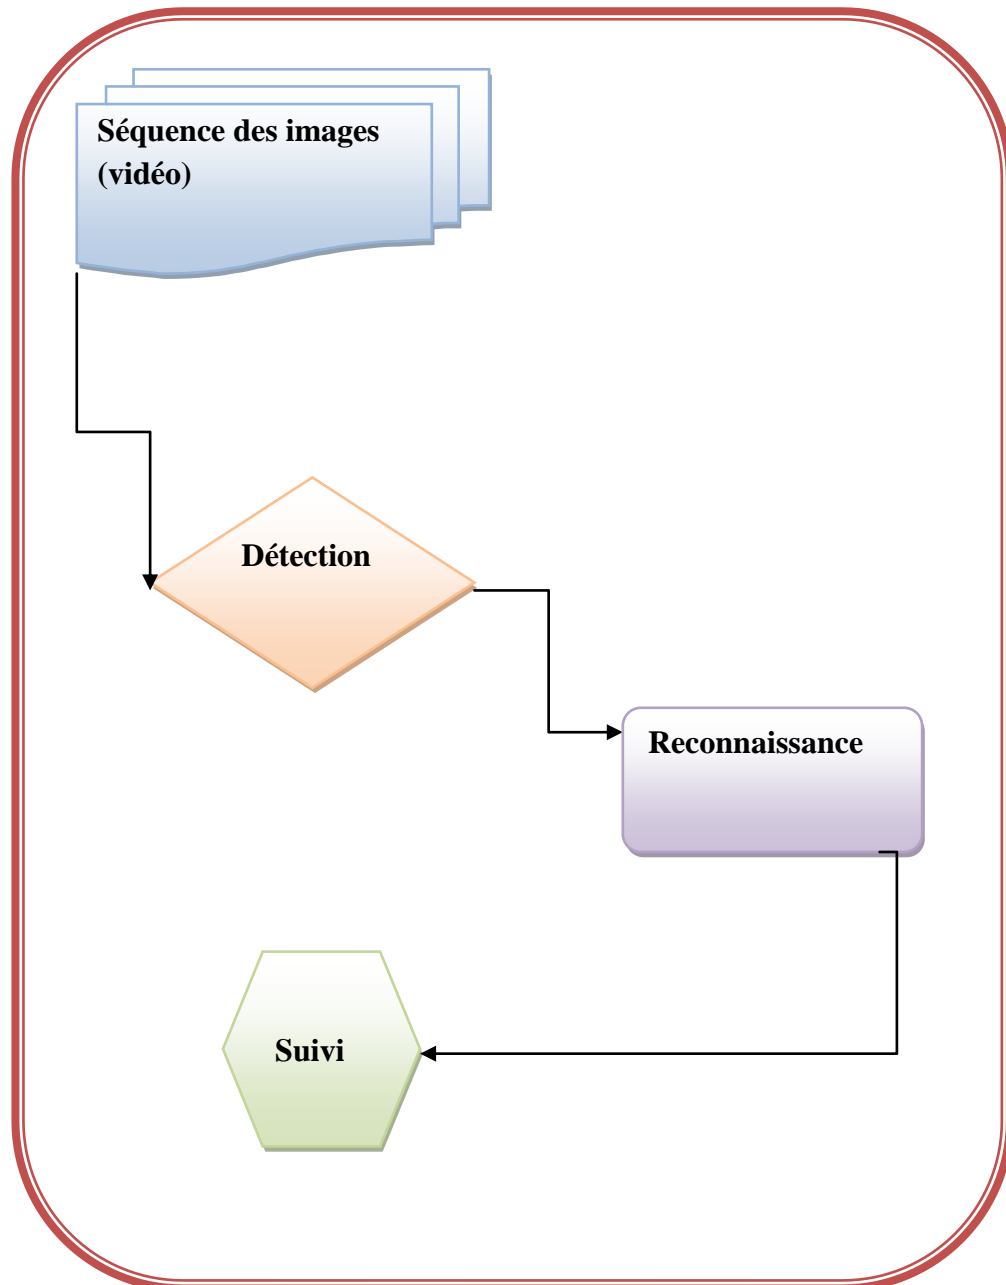 Séquence des images
(vidéo)
Détection
Reconnaissance
Suivi